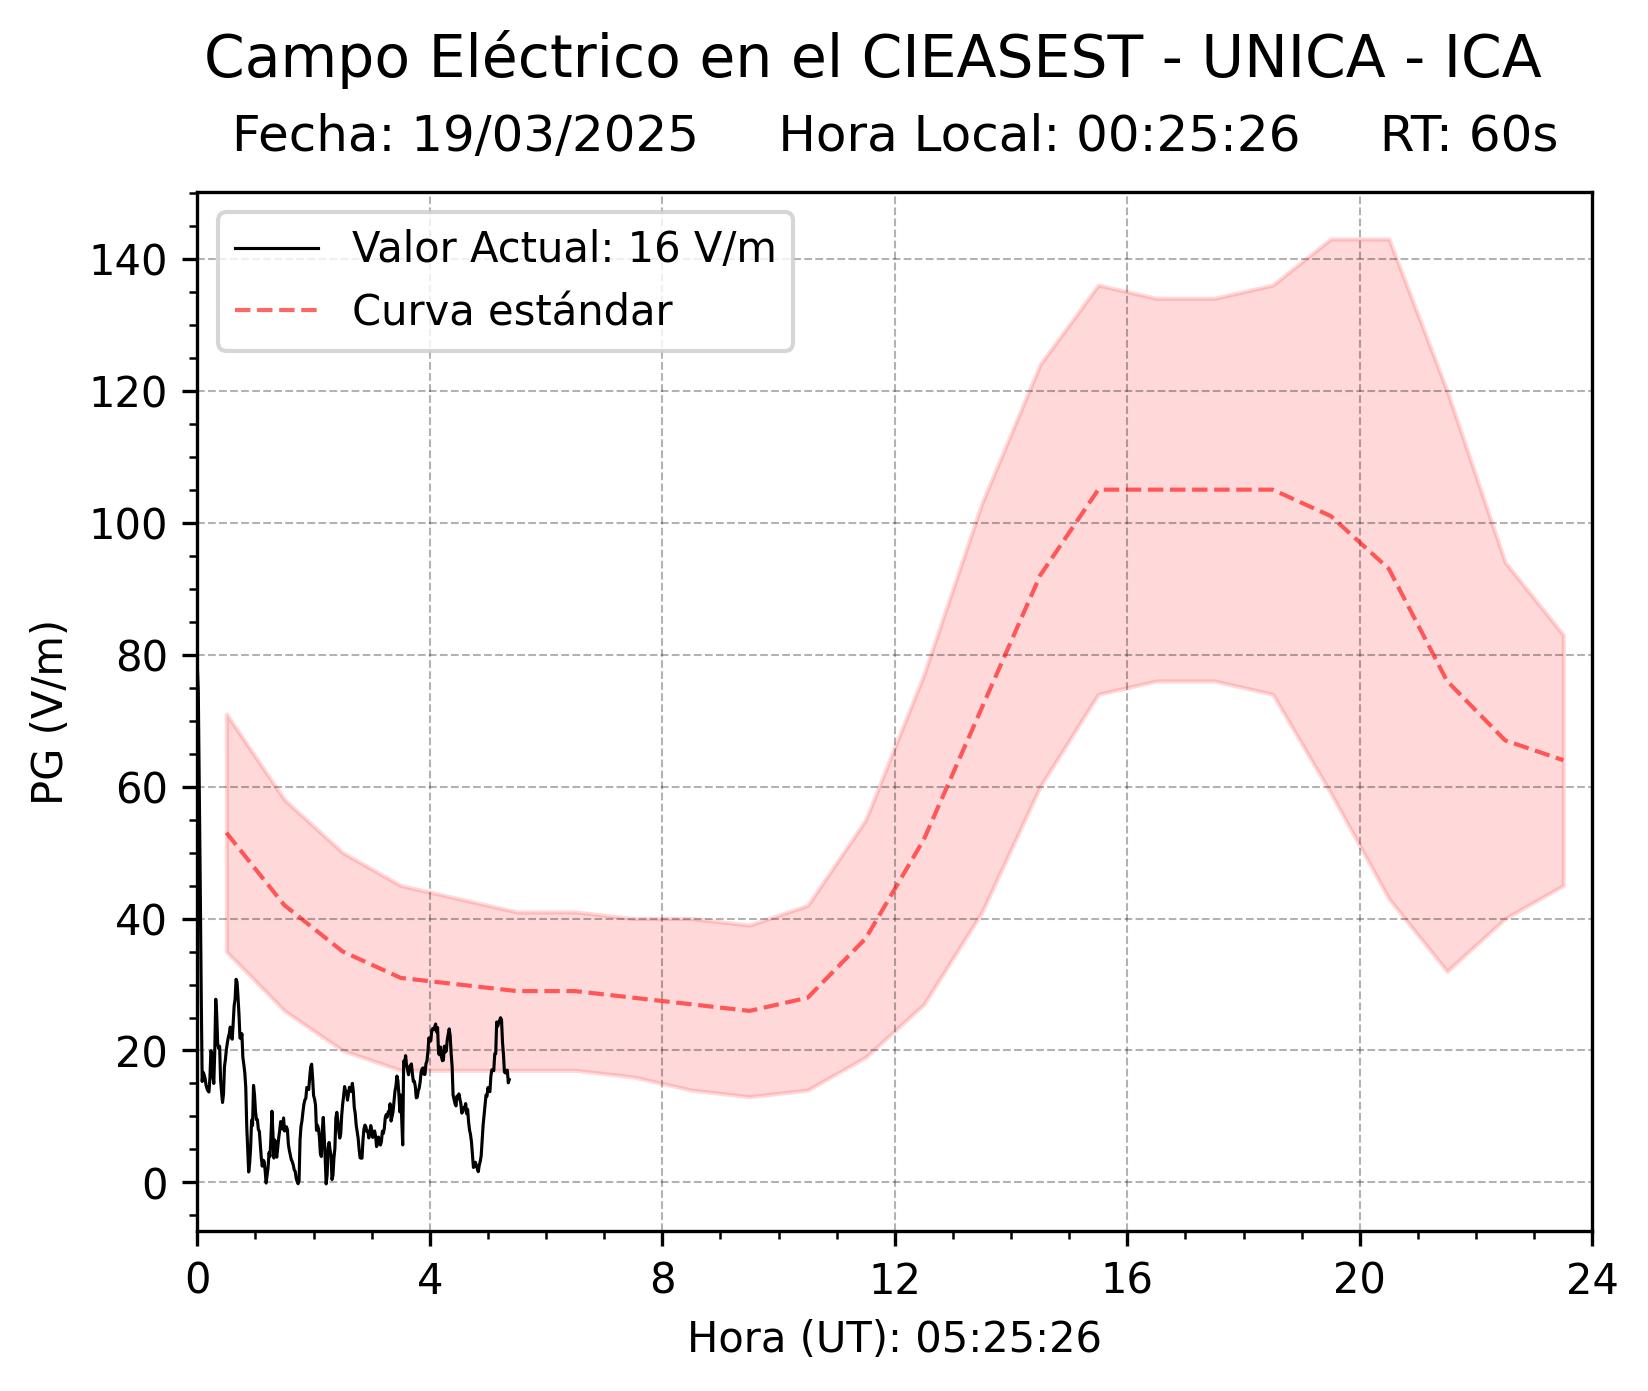 Campo Eléctrico en el CIEASEST - UNICA - ICA
Fecha: 19/03/2025 Hora Local: 00:25:26 RT: 60s
Valor Actual: 16 V/m
Curva estándar
PG (V/m)
140
120
100
80
60
40
20
0
0 4 8 12 16 20 24
Hora (UT): 05:25:26